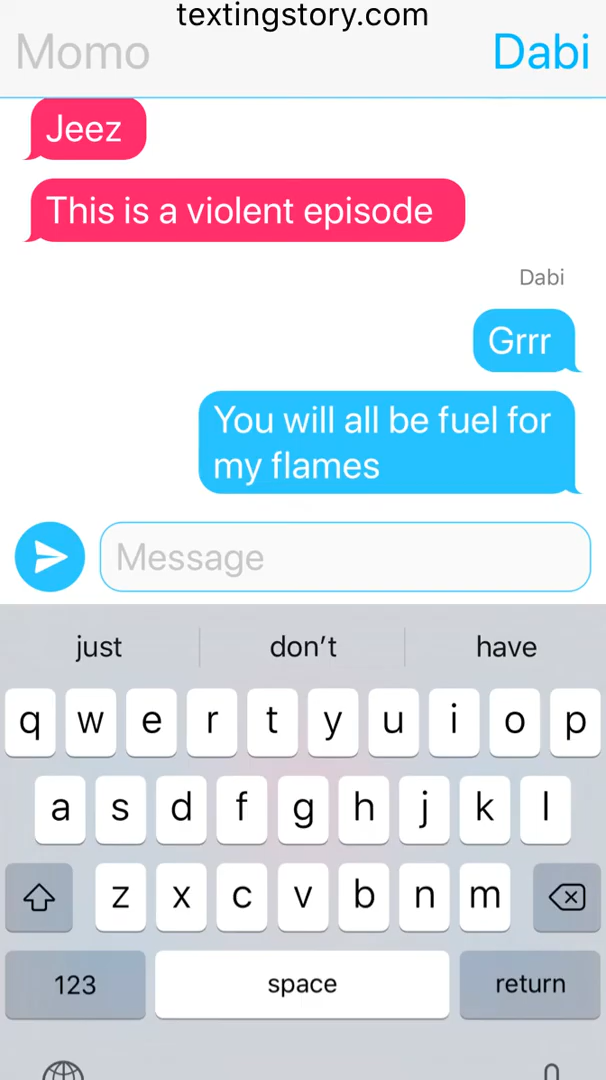 textingstory.com
Momo Dabi
Jeez
This is a violent episode
Dabi
Grrr
You will all be fuel for
my flames
Message
just don't have
q w e r t y u i o p
a s d f g h j k l
z x c v b n m
123 space return